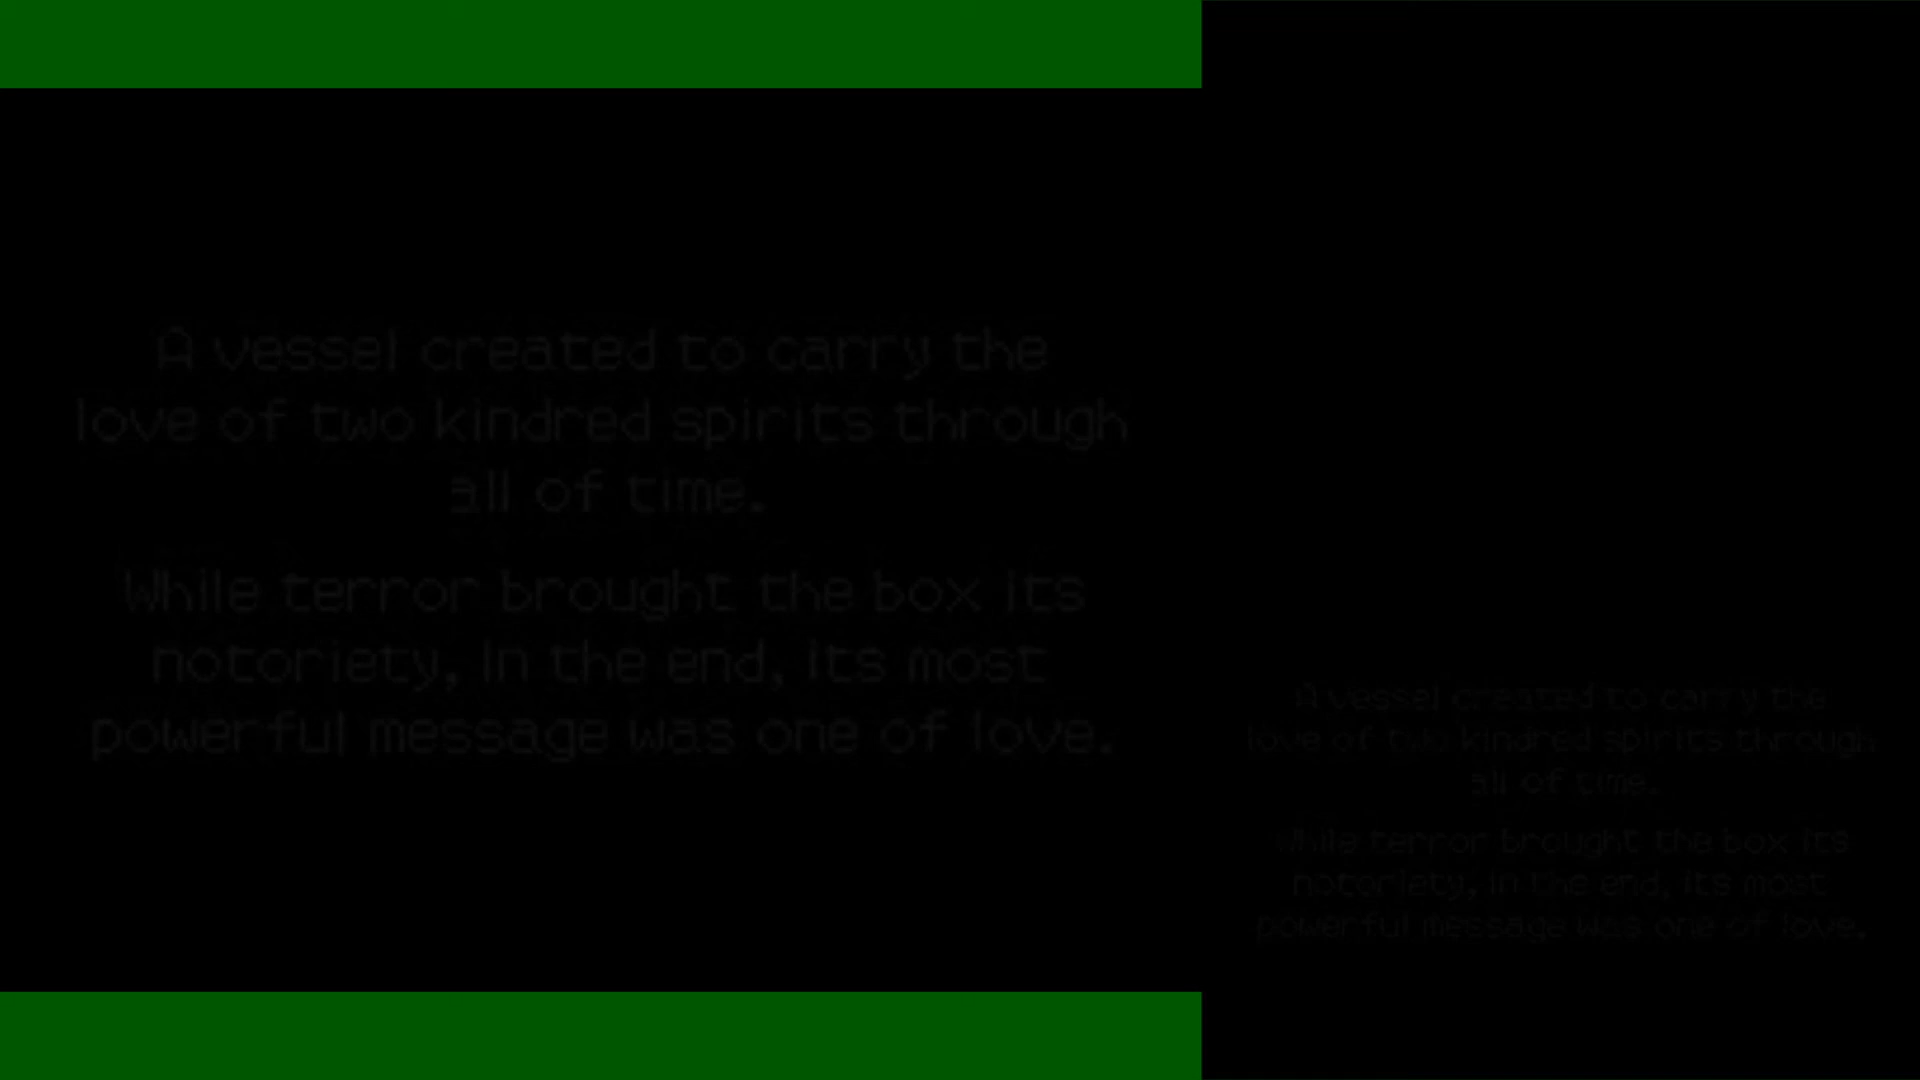 A vessel created to carry the
love of two kindred spirits through
all of time.
While terror brought the box its
notoriety, in the end, its most
powerful message was one of love.
A vessel created to carry the
love of two kindred spirits through
all of time.
While terror brought the box its
notoriety, in the end, its most
powerful message was one of love.